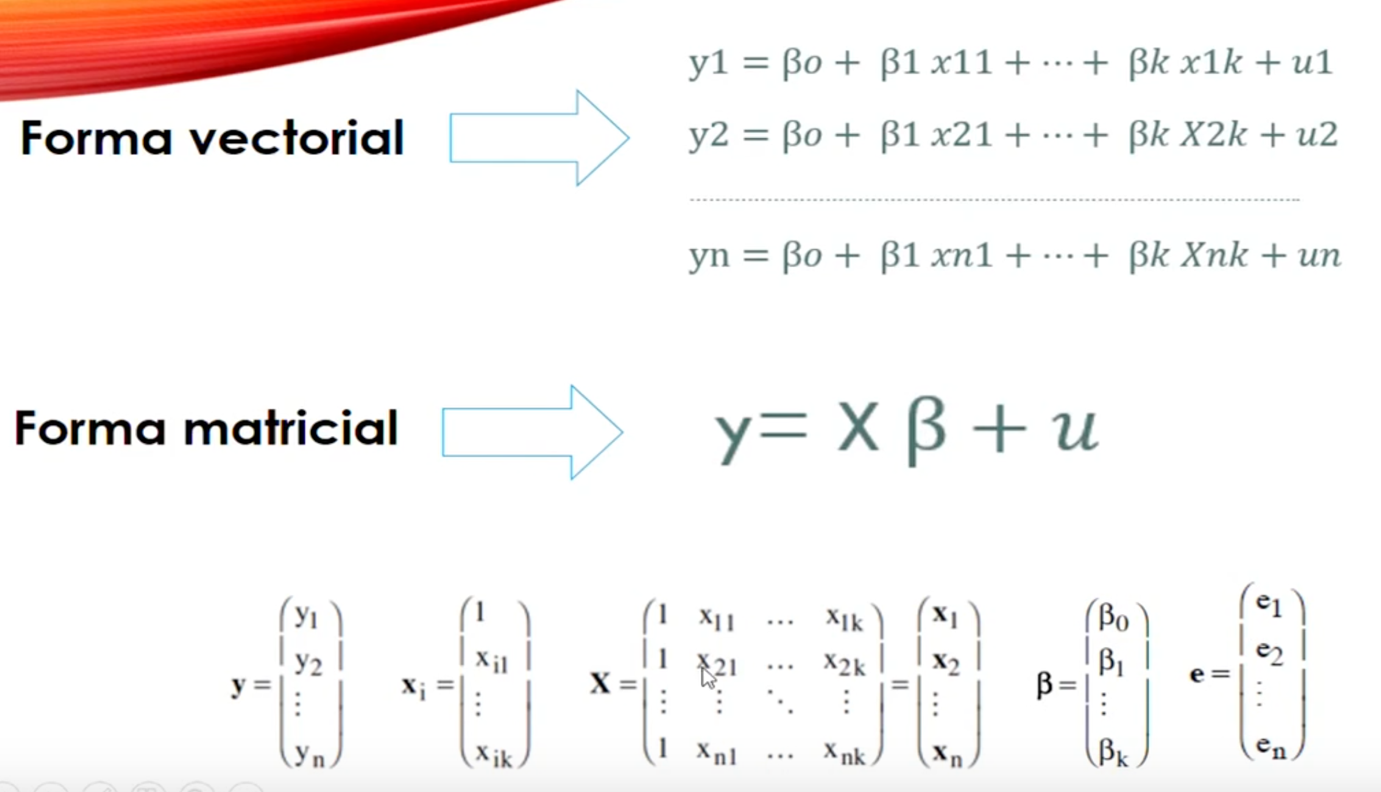 y1 = βo + β1 x11 + ⋯ + βk x1k + u1
Forma vectorial
y2 = βo + β1 x21 + ⋯ + βk X2k + u2
yn = βo + β1 xn1 + ⋯ + βk Xnk + un
Forma matricial
y= X β + u
y = (y1 y2 ⋮ yn) xi = (1 xi1 ⋮ xik) X = (1 x11 … x1k 1 x21 … x2k ⋮ ⋮ ⋱ ⋮ 1 xn1 … xnk) = (x1 x2 ⋮ xn) β = (β0 β1 ⋮ βk) e = (e1 e2 ⋮ en)